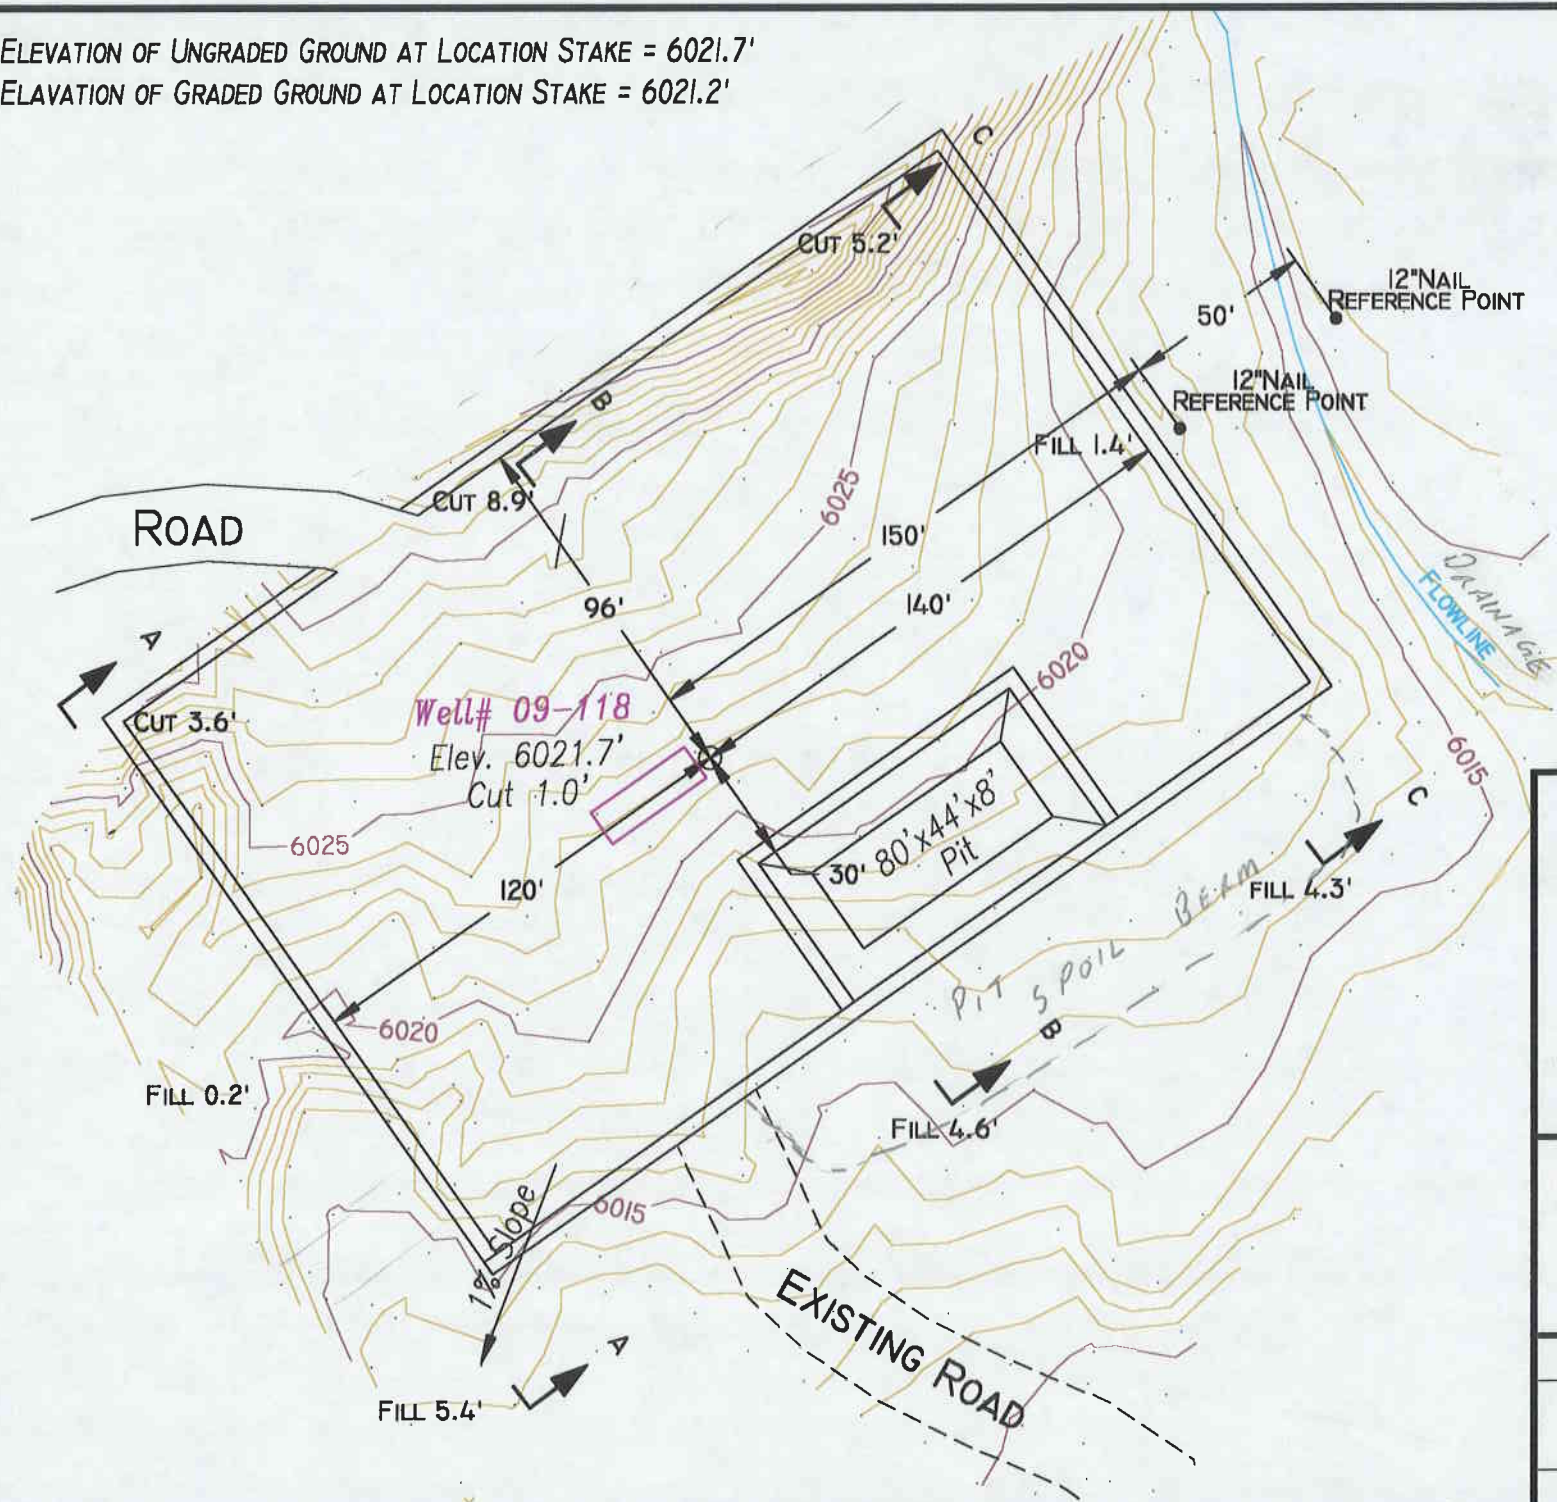 ELEVATION OF UNGRADED GROUND AT LOCATION STAKE = 6021.7'
ELAVATION OF GRADED GROUND AT LOCATION STAKE = 6021.2'
C
CUT 5.2'
12" NAIL
REFERENCE POINT
50'
12" NAIL
REFERENCE POINT
B
FILL 1.4'
CUT 8.9'
6025
ROAD
150'
140'
96'
DRAINAGE
FLOWLINE
A
6020
CUT 3.6'
Well# 09-118
Elev. 6021.7'
Cut 1.0'
6015
C
6025
80'x44'x8'
Pit
30'
120'
FILL 4.3'
PIT SPOIL BERM
6020
B
FILL 0.2'
FILL 4.6'
6015
1% Slope
EXISTING ROAD
A
FILL 5.4'